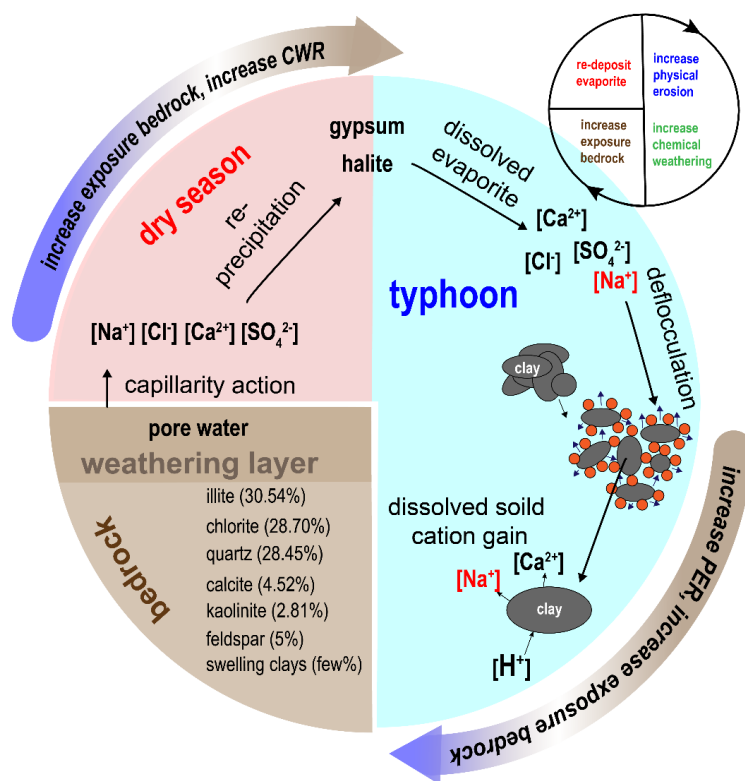 increase exposure bedrock, increase CWR
re-deposit
evaporite
increase
physical
erosion
increase
exposure
bedrock
increase
chemical
weathering
dry season
re-
precipitation
gypsum
halite
dissolved
evaporite
[Ca²⁺]
[Cl⁻]
[SO₄²⁻]
[Na⁺]
typhoon
deflocculation
[Na⁺] [Cl⁻] [Ca²⁺] [SO₄²⁻]
capillarity action
clay
pore water
weathering layer
bedrock
illite (30.54%)
chlorite (28.70%)
quartz (28.45%)
calcite (4.52%)
kaolinite (2.81%)
feldspar (5%)
swelling clays (few%)
dissolved soild
cation gain
[Ca²⁺]
[Na⁺]
clay
[H⁺]
increase PER, increase exposure bedrock